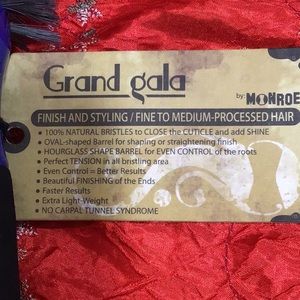 Grand gala
by: MONROE
FINISH AND STYLING / FINE TO MEDIUM-PROCESSED HAIR
• 100% NATURAL BRISTLES to CLOSE the CUTICLE and add SHINE
• OVAL-shaped Barrel for shaping or straightening finish
• HOURGLASS SHAPE BARREL for EVEN CONTROL of the roots
• Perfect TENSION in all bristling area
• Even Control = Better Results
• Beautiful FINISHING of the Ends
• Faster Results
• Extra Light-Weight
• NO CARPAL TUNNEL SYNDROME